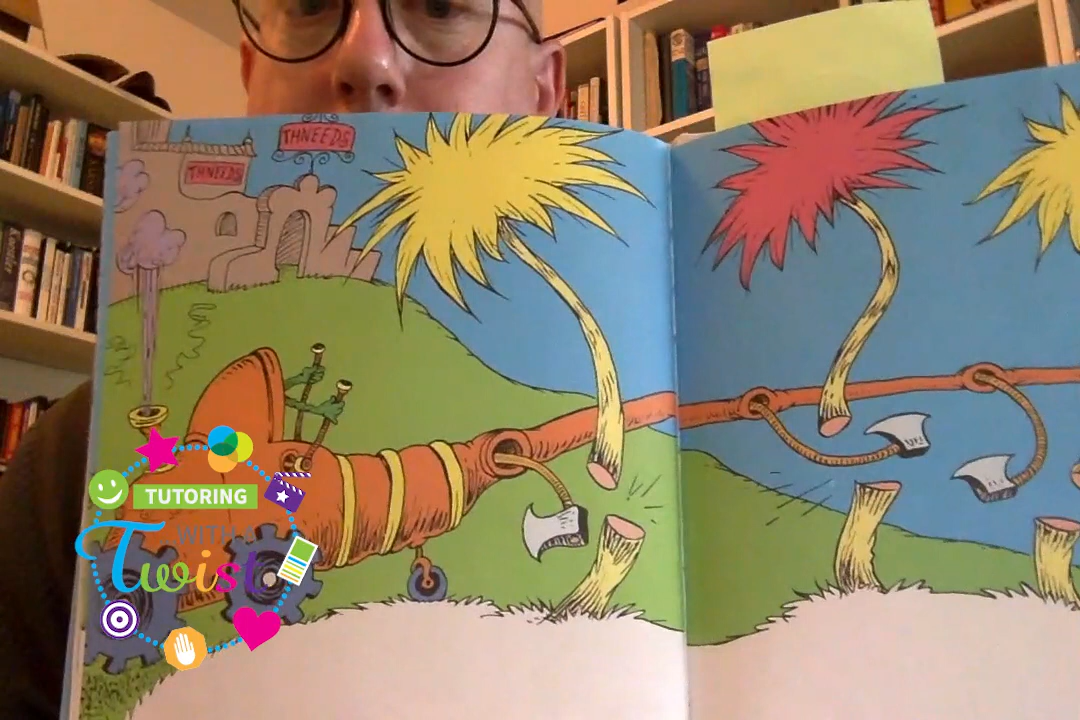 THNEEDS
THNEEDS
TUTORING
WITH A
Twist